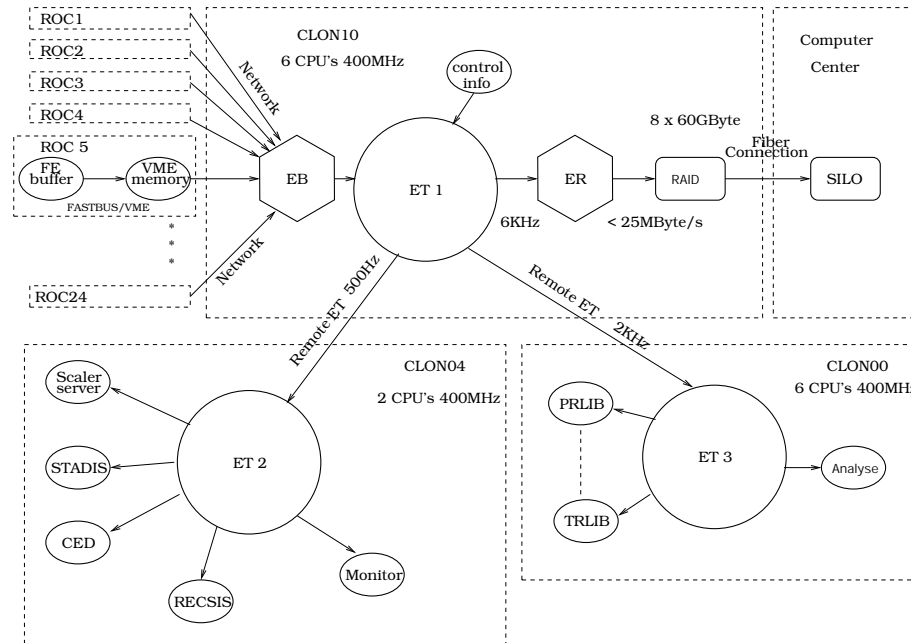 ROC1
ROC2
ROC3
ROC4
ROC 5
FE
buffer
VME
memory
FASTBUS/VME
*
*
*
ROC24
Network
Network
CLON10
6 CPU's 400MHz
control
info
EB
ET 1
ER
6KHz
< 25MByte/s
8 x 60GByte
RAID
Fiber
Connection
Computer
Center
SILO
Remote ET 500Hz
Remote ET 2KHz
CLON04
2 CPU's 400MHz
Scaler
server
STADIS
CED
RECSIS
Monitor
ET 2
CLON00
6 CPU's 400MHz
PRLIB
TRLIB
ET 3
Analyse